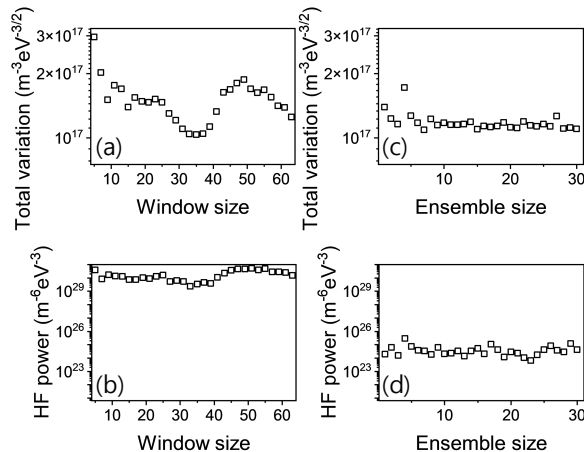 Total variation (m⁻³eV⁻³/²)
3×10¹⁷
2×10¹⁷
10¹⁷
(a)
10 20 30 40 50 60
Window size
Total variation (m⁻³eV⁻³/²)
3×10¹⁷
2×10¹⁷
10¹⁷
(c)
10 20 30
Ensemble size
HF power (m⁻⁶eV⁻³)
10²⁹
10²⁶
10²³
(b)
10 20 30 40 50 60
Window size
HF power (m⁻⁶eV⁻³)
10²⁹
10²⁶
10²³
(d)
10 20 30
Ensemble size